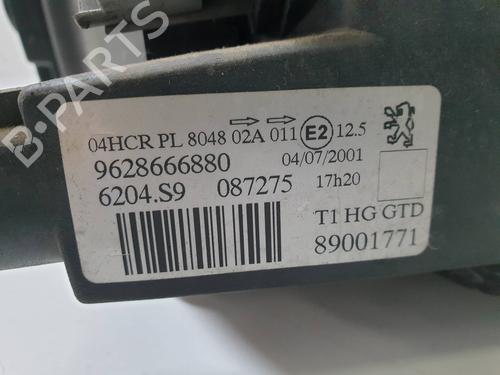 B-PARTS
04HCR PL 8048 02A 011 E2 12.5
9628666880 04/07/2001
6204.S9 087275 17h20
T1 HG GTD
89001771